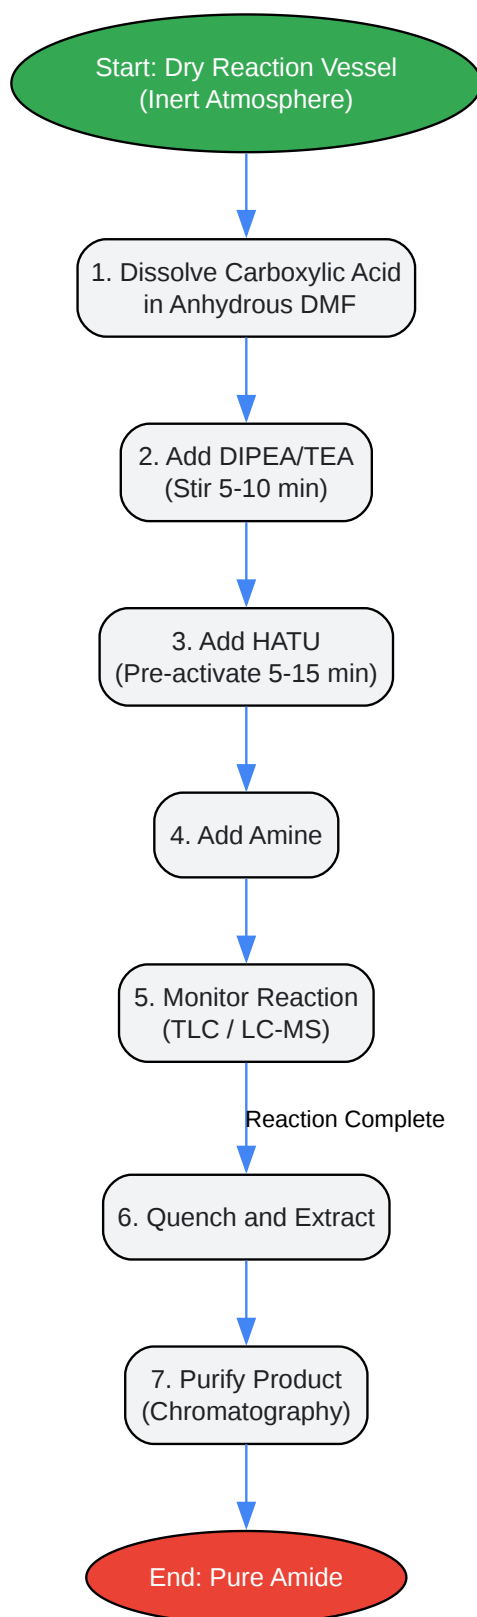 Start: Dry Reaction Vessel
(Inert Atmosphere)
1. Dissolve Carboxylic Acid
in Anhydrous DMF
2. Add DIPEA/TEA
(Stir 5-10 min)
3. Add HATU
(Pre-activate 5-15 min)
4. Add Amine
5. Monitor Reaction
(TLC / LC-MS)
Reaction Complete
6. Quench and Extract
7. Purify Product
(Chromatography)
End: Pure Amide